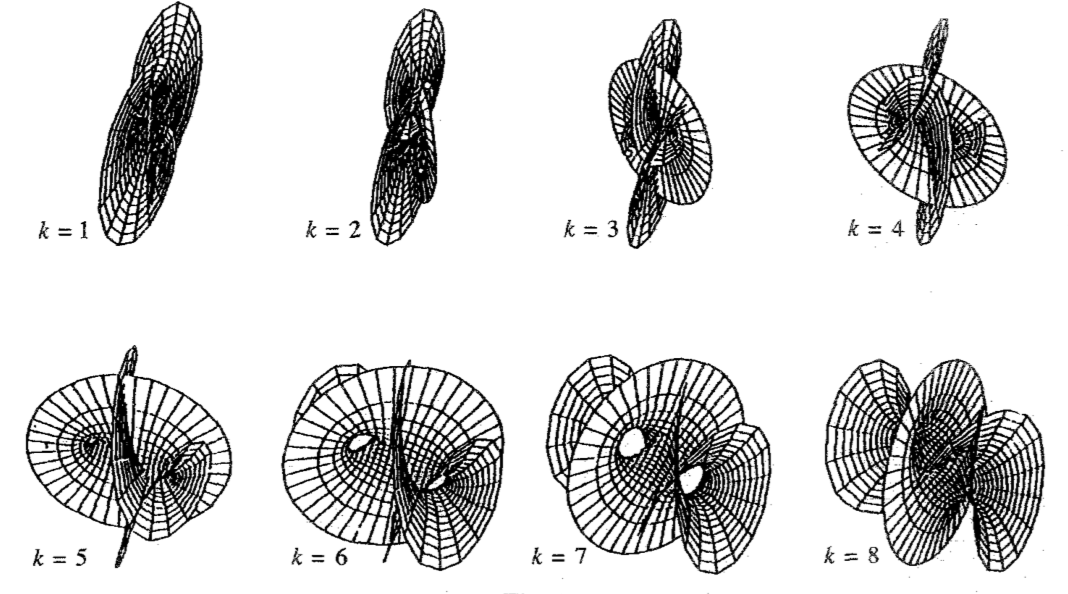 k = 1
k = 2
k = 3
k = 4
k = 5
k = 6
k = 7
k = 8